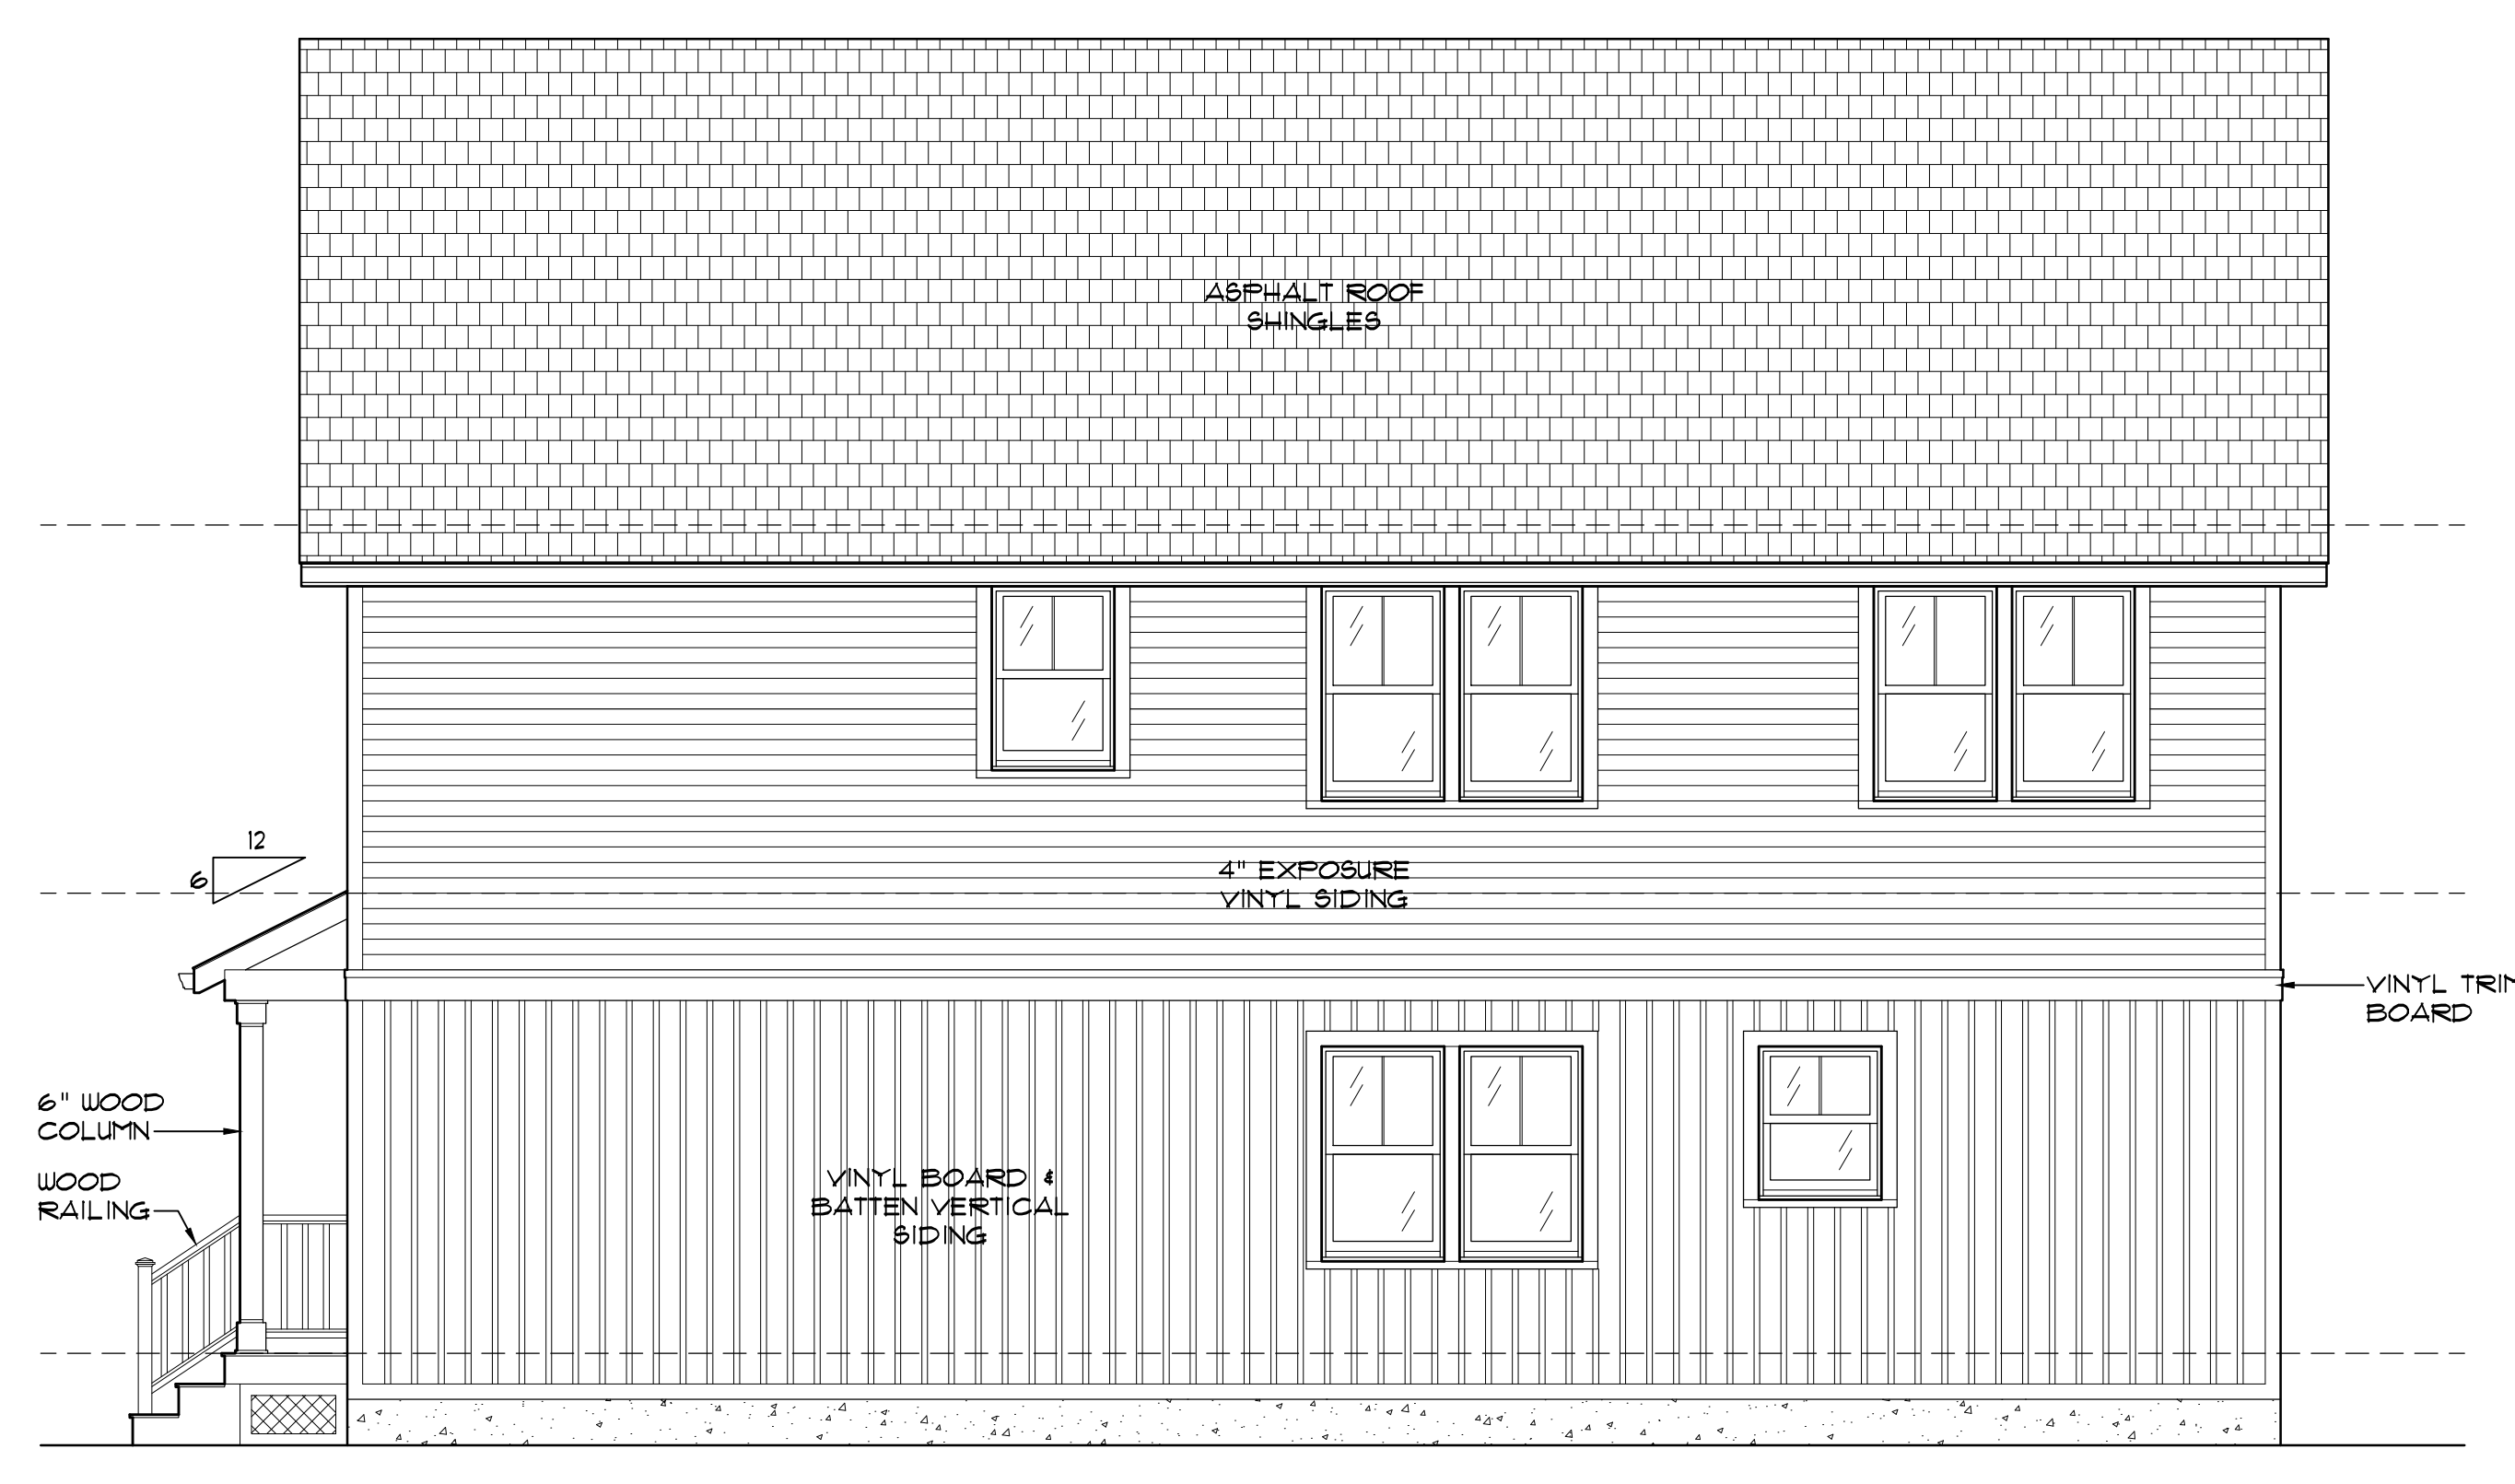 ASPHALT ROOF
SHINGLES
12
6
4" EXPOSURE
VINYL SIDING
VINYL TRIM
BOARD
6" WOOD
COLUMN
WOOD
RAILING
VINYL BOARD &
BATTEN VERTICAL
SIDING